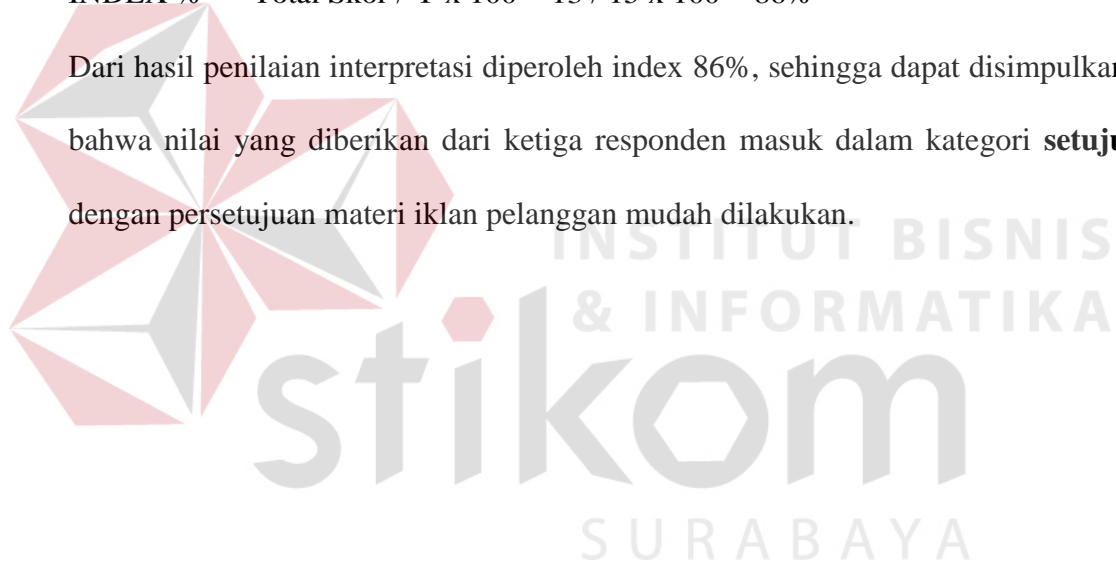 Dari hasil penilaian interpretasi diperoleh index 86%, sehingga dapat disimpulkan
bahwa nilai yang diberikan dari ketiga responden masuk dalam kategori setuju
dengan persetujuan materi iklan pelanggan mudah dilakukan.
INSTITUT BISNIS
& INFORMATIKA
stikom
SURABAYA